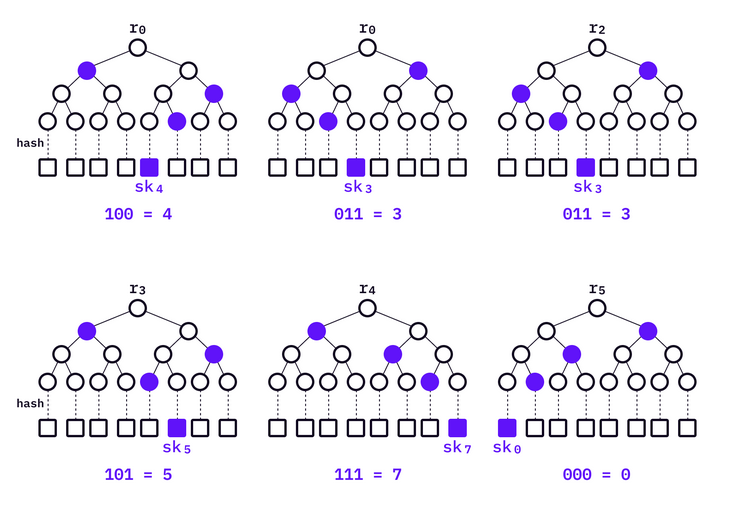 r0 r0 r2
hash
sk4 sk3 sk3
100 = 4 011 = 3 011 = 3
r3 r4 r5
hash
sk5 sk7 sk0
101 = 5 111 = 7 000 = 0